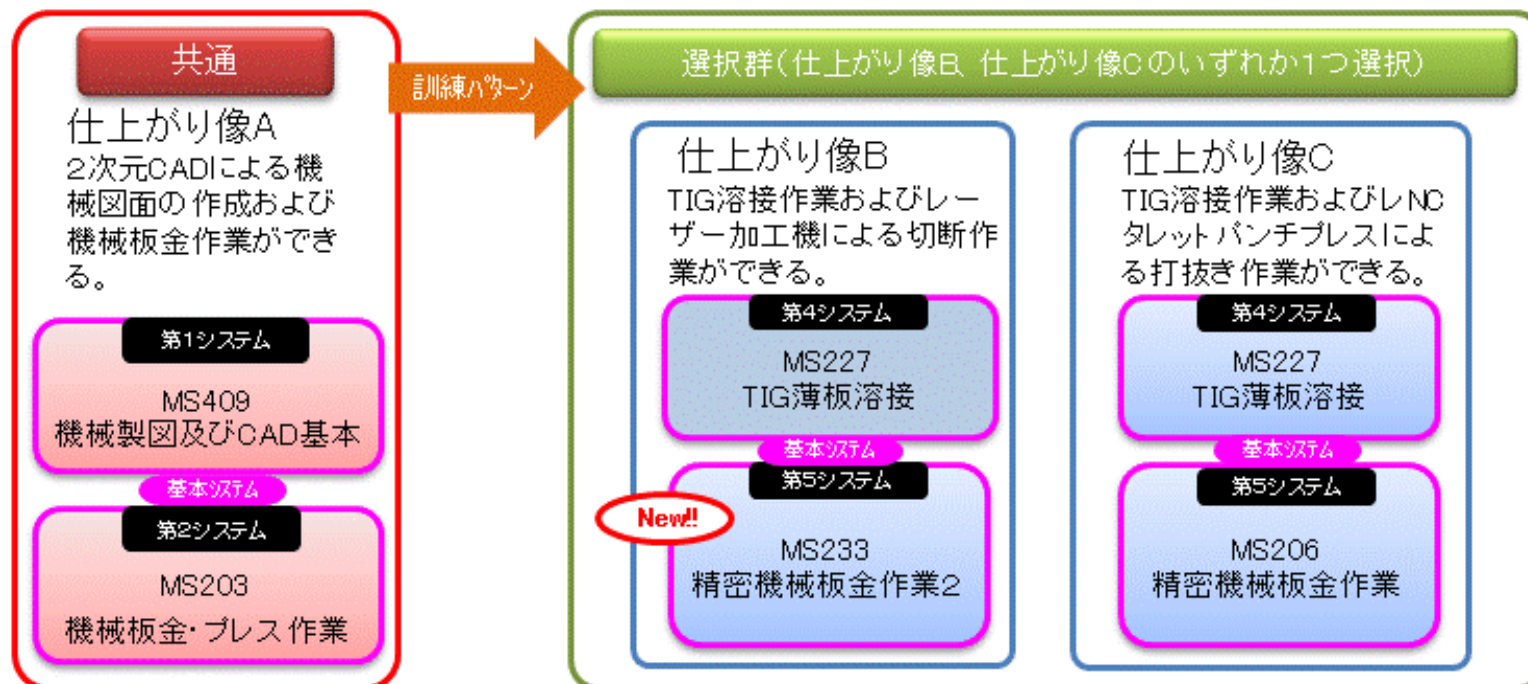 共通
仕上がり像A
2次元CADによる機
械図面の作成および
機械板金作業ができ
る。
第1システム
MS409
機械製図及びCAD基本
基本システム
第2システム
MS203
機械板金・プレス作業
訓練パターン
選択群(仕上がり像B、仕上がり像Cのいずれか1つ選択)
仕上がり像B
TIG溶接作業およびレー
ザー加工機による切断作
業ができる。
第4システム
MS227
TIG薄板溶接
基本システム
第5システム
New!!
MS233
精密機械板金作業2
仕上がり像C
TIG溶接作業およびレNC
タレットパンチプレスによ
る打抜き作業ができる。
第4システム
MS227
TIG薄板溶接
基本システム
第5システム
MS206
精密機械板金作業